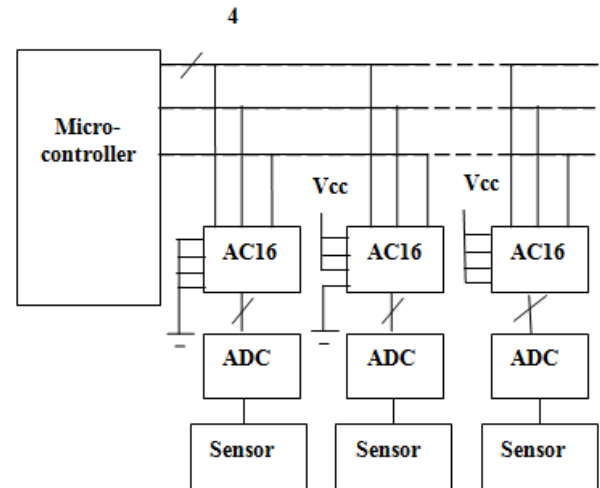 4
Micro-
controller
Vcc
Vcc
AC16
AC16
AC16
ADC
ADC
ADC
Sensor
Sensor
Sensor